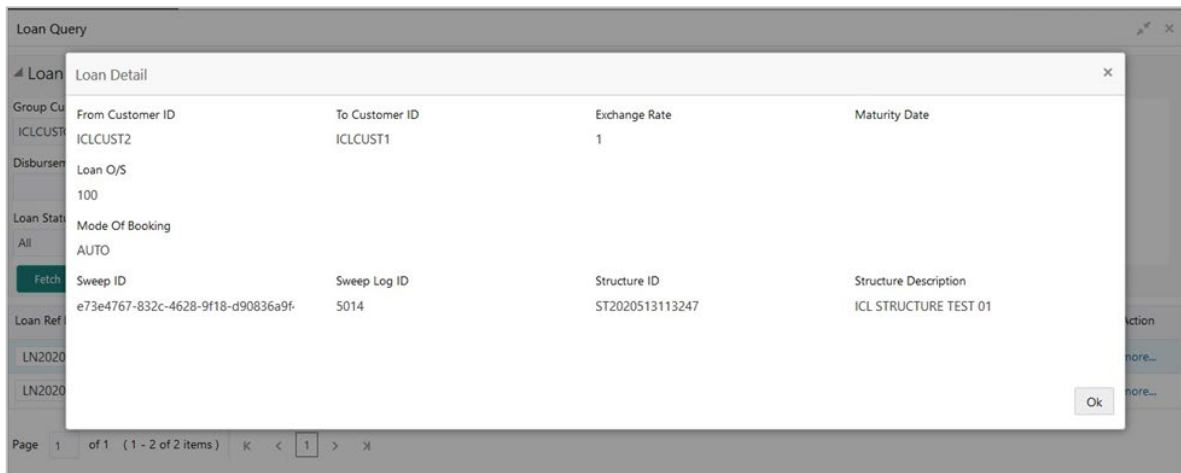 Loan Query
Loan
Loan Detail
Group Cu
From Customer ID To Customer ID Exchange Rate Maturity Date
ICLCUST2 ICLCUST1 1
Disbursem
Loan O/S
100
Loan Statu
Mode Of Booking
All
AUTO
Fetch
Sweep ID Sweep Log ID Structure ID Structure Description
e73e4767-832c-4628-9f18-d90836a9f- 5014 ST2020513113247 ICL STRUCTURE TEST 01
Loan Ref Action
LN2020 more...
LN2020 more...
Ok
Page 1 of 1 (1 - 2 of 2 items) K < 1 > X